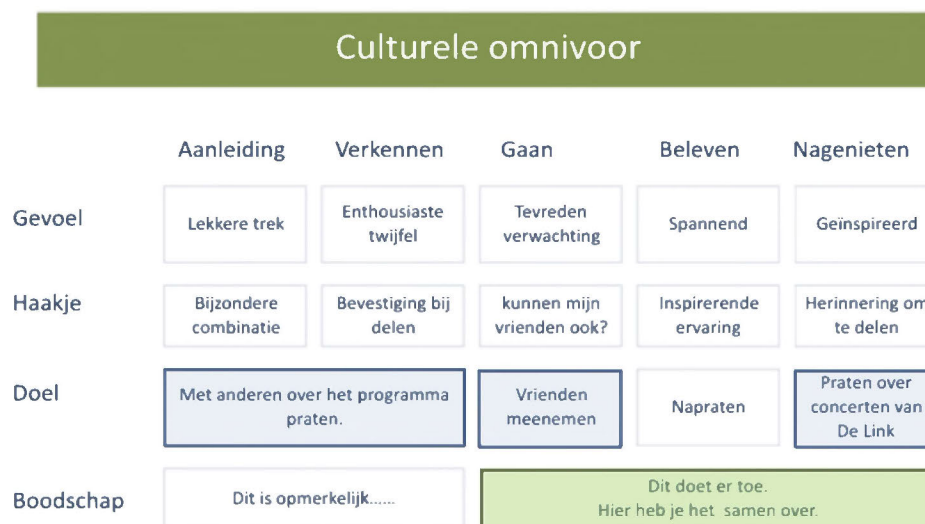 Culturele omnivoor
Aanleiding Verkennen Gaan Beleven Nagenieten
Gevoel
Lekkere trek
Enthousiaste
twijfel
Tevreden
verwachting
Spannend
Geïnspireerd
Haakje
Bijzondere
combinatie
Bevestiging bij
delen
kunnen mijn
vrienden ook?
Inspirerende
ervaring
Herinnering om
te delen
Doel
Met anderen over het programma
praten.
Vrienden
meenemen
Napraten
Praten over
concerten van
De Link
Boodschap
Dit is opmerkelijk......
Dit doet er toe.
Hier heb je het samen over.